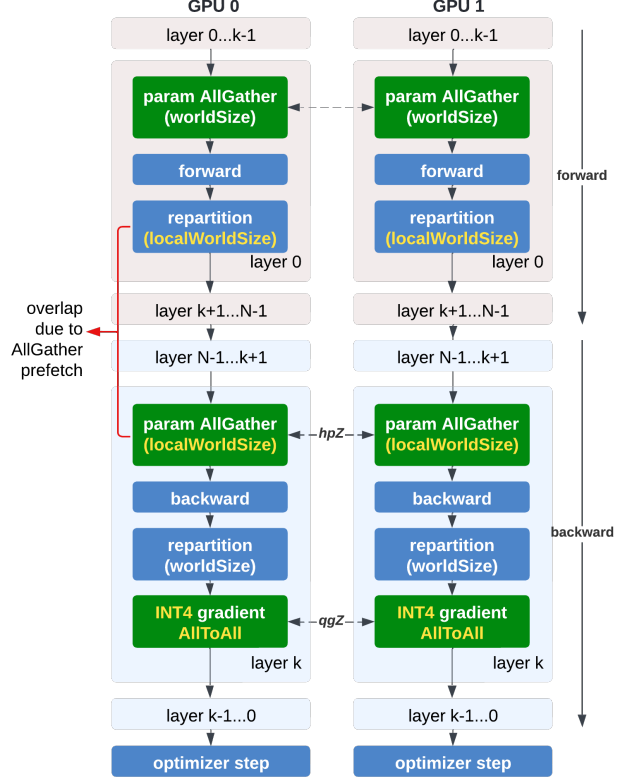 GPU 0
GPU 1
layer 0...k-1
layer 0...k-1
param AllGather
(worldSize)
param AllGather
(worldSize)
forward
forward
forward
repartition
(localWorldSize)
repartition
(localWorldSize)
layer 0
layer 0
overlap
due to
AllGather
prefetch
layer k+1...N-1
layer k+1...N-1
layer N-1...k+1
layer N-1...k+1
param AllGather
(localWorldSize)
hpZ
param AllGather
(localWorldSize)
backward
backward
backward
repartition
(worldSize)
repartition
(worldSize)
INT4 gradient
AllToAll
qgZ
INT4 gradient
AllToAll
layer k
layer k
layer k-1...0
layer k-1...0
optimizer step
optimizer step